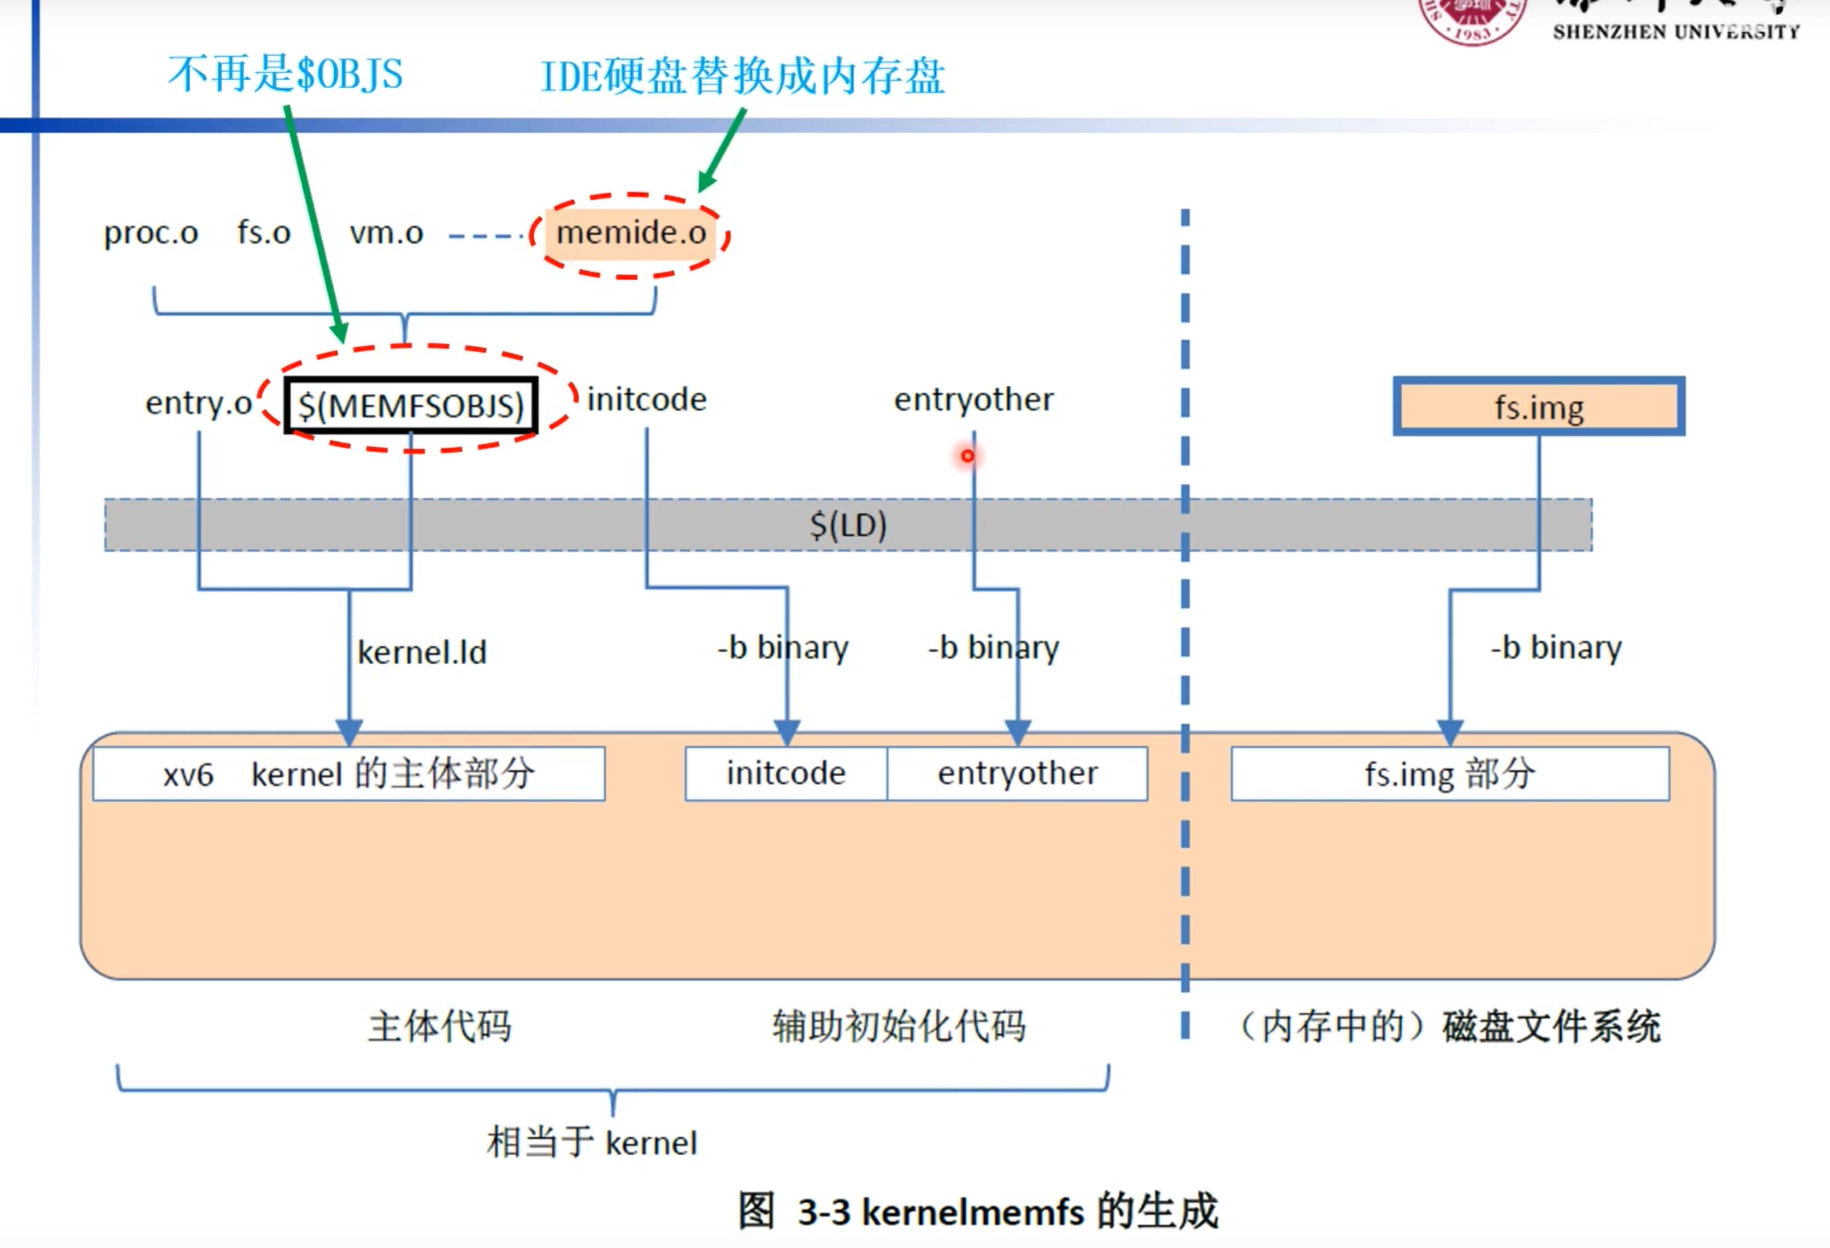 SHENZHEN UNIVERSITY
·1983·
不再是$OBJS
IDE硬盘替换成内存盘
proc.o fs.o vm.o memide.o
entry.o $(MEMFSOBJS) initcode entryother fs.img
$(LD)
kernel.ld -b binary -b binary -b binary
xv6 kernel 的主体部分 initcode entryother fs.img 部分
主体代码 辅助初始化代码 （内存中的）磁盘文件系统
相当于 kernel
图 3-3 kernelmemfs 的生成